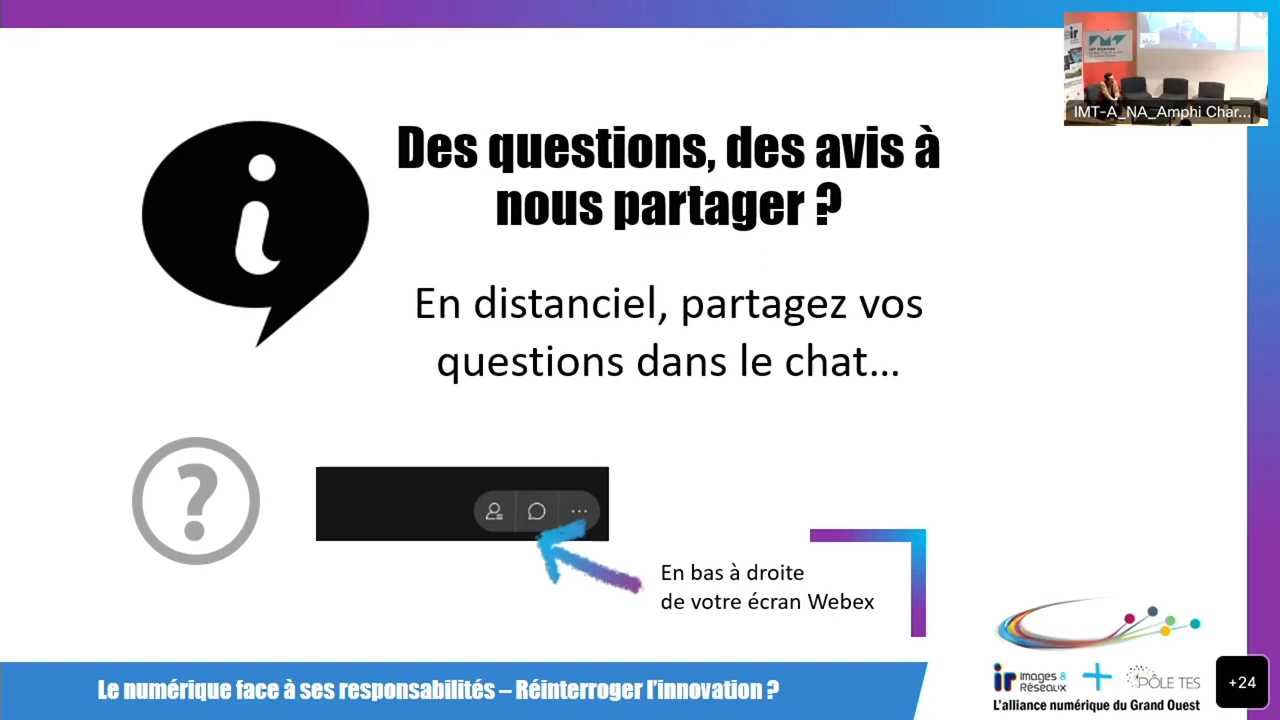 IMT-A_NA_Amphi Char...
Des questions, des avis à
nous partager ?
En distanciel, partagez vos
questions dans le chat...
En bas à droite
de votre écran Webex
Le numérique face à ses responsabilités – Réinterroger l'innovation ?
ir Images &
Réseaux
+
PÔLE TES
L'alliance numérique du Grand Ouest
+24